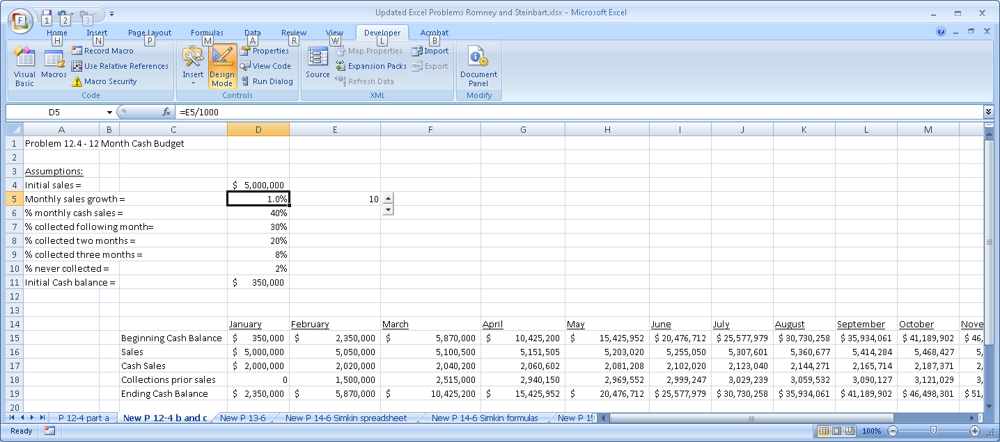 F 1 2 3 Updated Excel Problems Romney and Steinbart.xlsx - Microsoft Excel
Home Insert Page Layout Formulas Data Review View Developer Acrobat
H N P M A R W L B
Visual Basic
Macros
Record Macro
Use Relative References
Macro Security
Code
Insert
Design Mode
Properties
View Code
Run Dialog
Controls
Source
Map Properties
Expansion Packs
Refresh Data
Import
Export
XML
Document Panel
Modify
D5 fx =E5/1000
A B C D E F G H I J K L M
1 Problem 12.4 - 12 Month Cash Budget
2
3 Assumptions:
4 Initial sales = $ 5,000,000
5 Monthly sales growth = 1.0% 10
6 % monthly cash sales = 40%
7 % collected following month= 30%
8 % collected two months = 20%
9 % collected three months = 8%
10 % never collected = 2%
11 Initial Cash balance = $ 350,000
12
13
14 January February March April May June July August September October Nove
15 Beginning Cash Balance $ 350,000 $ 2,350,000 $ 5,870,000 $ 10,425,200 $ 15,425,952 $ 20,476,712 $ 25,577,979 $ 30,730,258 $ 35,934,061 $ 41,189,902 $ 46,
16 Sales $ 5,000,000 5,050,000 5,100,500 5,151,505 5,203,020 5,255,050 5,307,601 5,360,677 5,414,284 5,468,427 5,
17 Cash Sales $ 2,000,000 2,020,000 2,040,200 2,060,602 2,081,208 2,102,020 2,123,040 2,144,271 2,165,714 2,187,371 2,
18 Collections prior sales 0 1,500,000 2,515,000 2,940,150 2,969,552 2,999,247 3,029,239 3,059,532 3,090,127 3,121,029 3,
19 Ending Cash Balance $ 2,350,000 $ 5,870,000 $ 10,425,200 $ 15,425,952 $ 20,476,712 $ 25,577,979 $ 30,730,258 $ 35,934,061 $ 41,189,902 $ 46,498,301 $ 51,
20
P 12-4 part a New P 12-4 b and c New P 13-6 New P 14-6 Simkin spreadsheet New P 14-6 Simkin formulas New P 1
Ready 100%